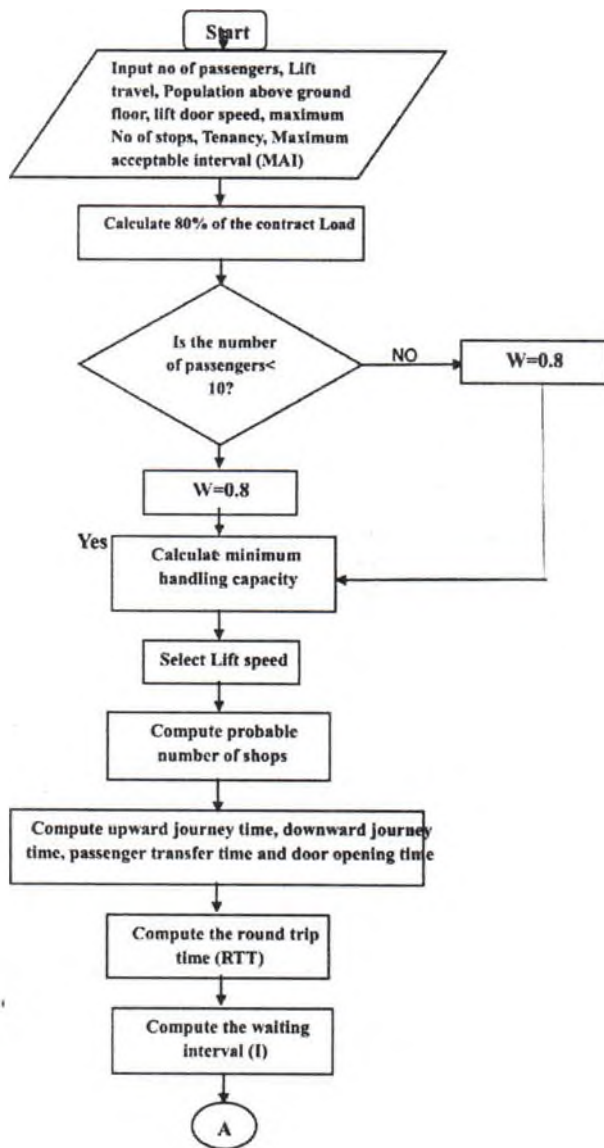 Start
Input no of passengers, Lift
travel, Population above ground
floor, lift door speed, maximum
No of stops, Tenancy, Maximum
acceptable interval (MAI)
Calculate 80% of the contract Load
Is the number
of passengers<
10?
NO
W=0.8
W=0.8
Yes
Calculate minimum
handling capacity
Select Lift speed
Compute probable
number of shops
Compute upward journey time, downward journey
time, passenger transfer time and door opening time
Compute the round trip
time (RTT)
Compute the waiting
interval (I)
A